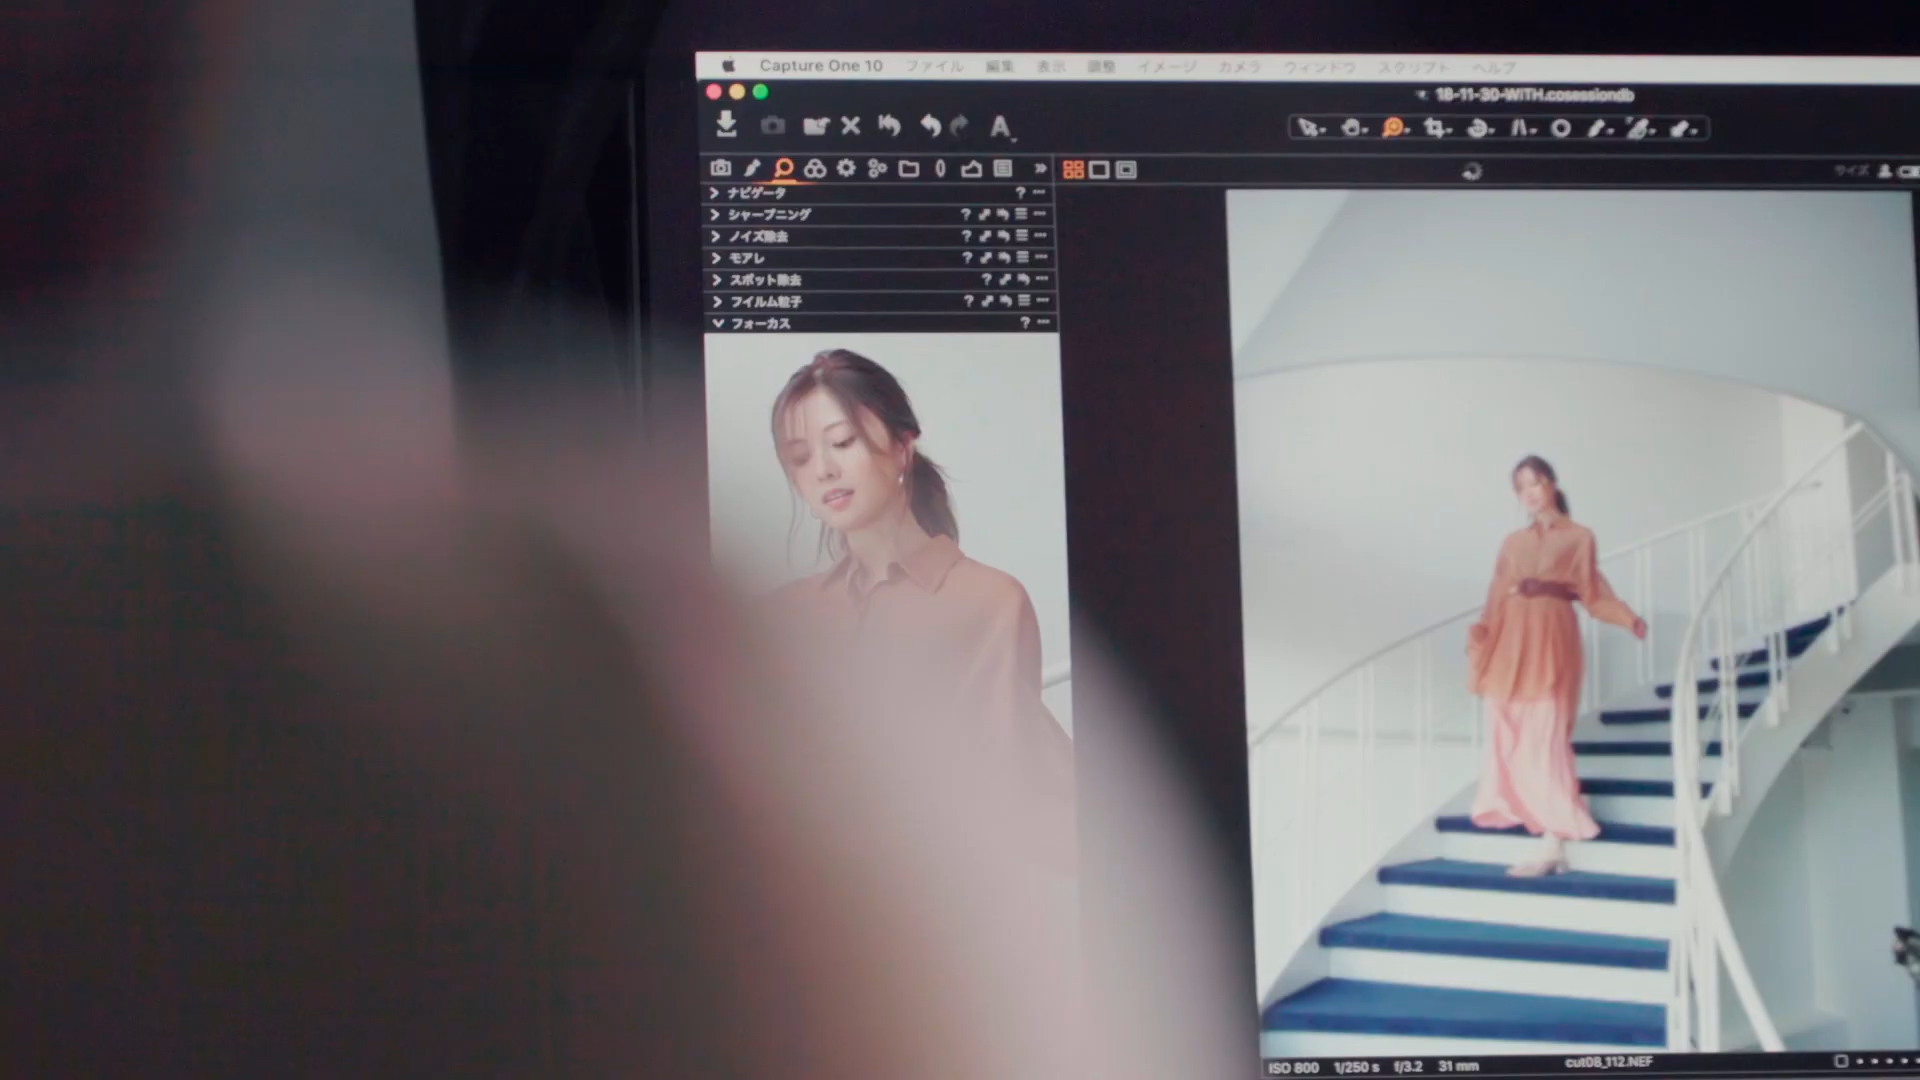 Capture One 10 ファイル 編集 表示 調整 イメージ カメラ ウィンドウ スクリプト ヘルプ
18-11-30-WITH.cosessiondb
A
サイズ
ナビゲータ ?
シャープニング ?
ノイズ除去 ?
モアレ ?
スポット除去 ?
フイルム粒子 ?
フォーカス ?
ISO 800 1/250 s f/3.2 31 mm cut08_112.NEF